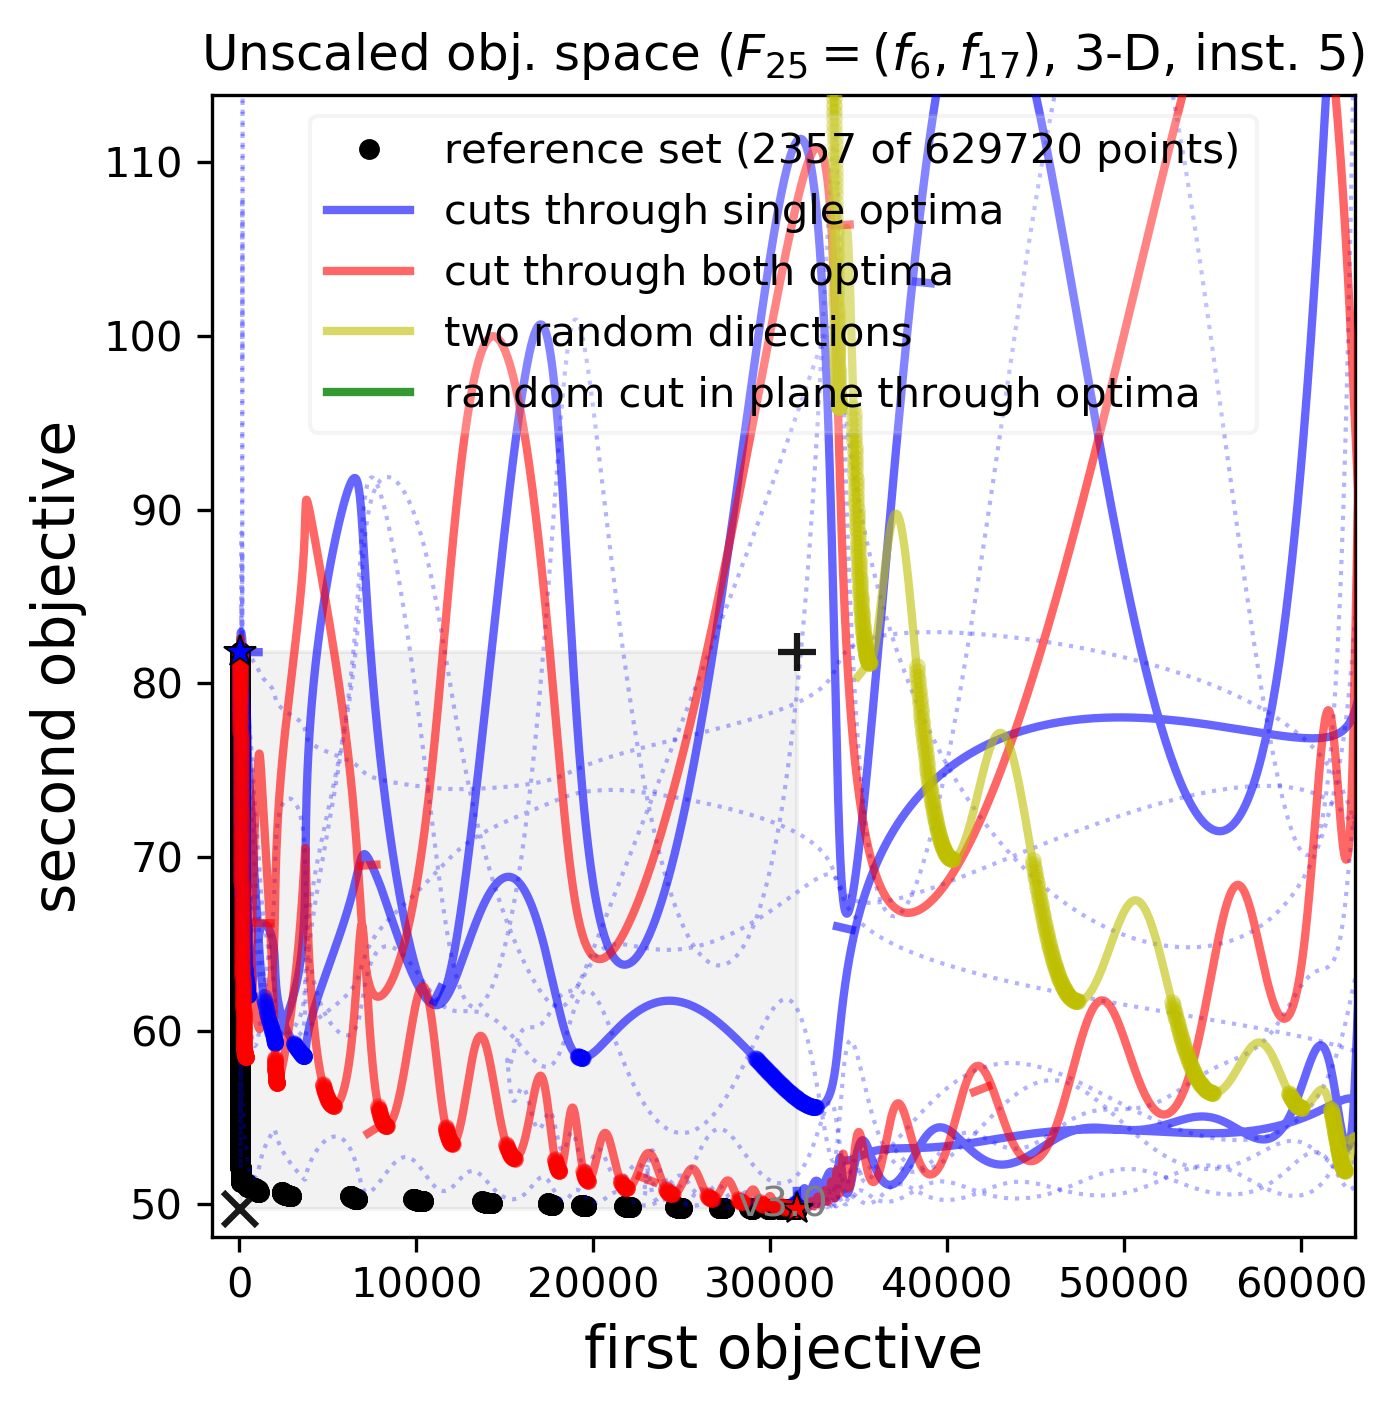 Unscaled obj. space (F₂₅ = (f₆, f₁₇), 3-D, inst. 5)
reference set (2357 of 629720 points)
cuts through single optima
cut through both optima
two random directions
random cut in plane through optima
110
100
90
80
70
60
50
second objective
v3.0
0 10000 20000 30000 40000 50000 60000
first objective